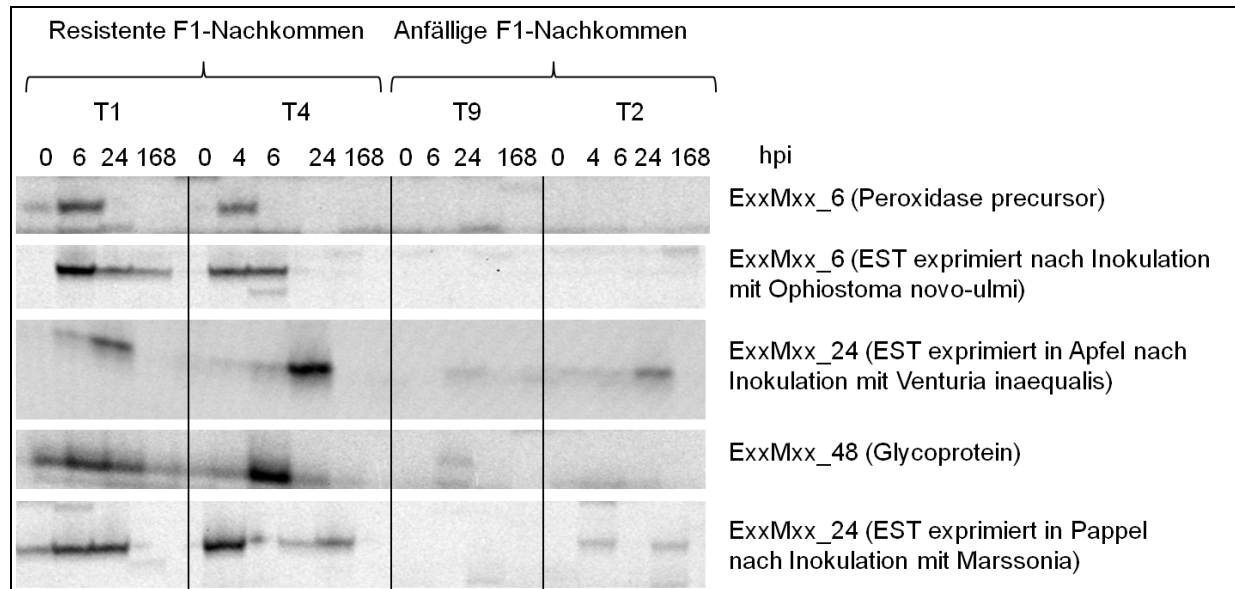 Resistente F1-Nachkommen Anfällige F1-Nachkommen
T1 T4 T9 T2
0 6 24 168 0 4 6 24 168 0 6 24 168 0 4 6 24 168 hpi
ExxMxx_6 (Peroxidase precursor)
ExxMxx_6 (EST exprimiert nach Inokulation
mit Ophiostoma novo-ulmi)
ExxMxx_24 (EST exprimiert in Apfel nach
Inokulation mit Venturia inaequalis)
ExxMxx_48 (Glycoprotein)
ExxMxx_24 (EST exprimiert in Pappel
nach Inokulation mit Marssonia)